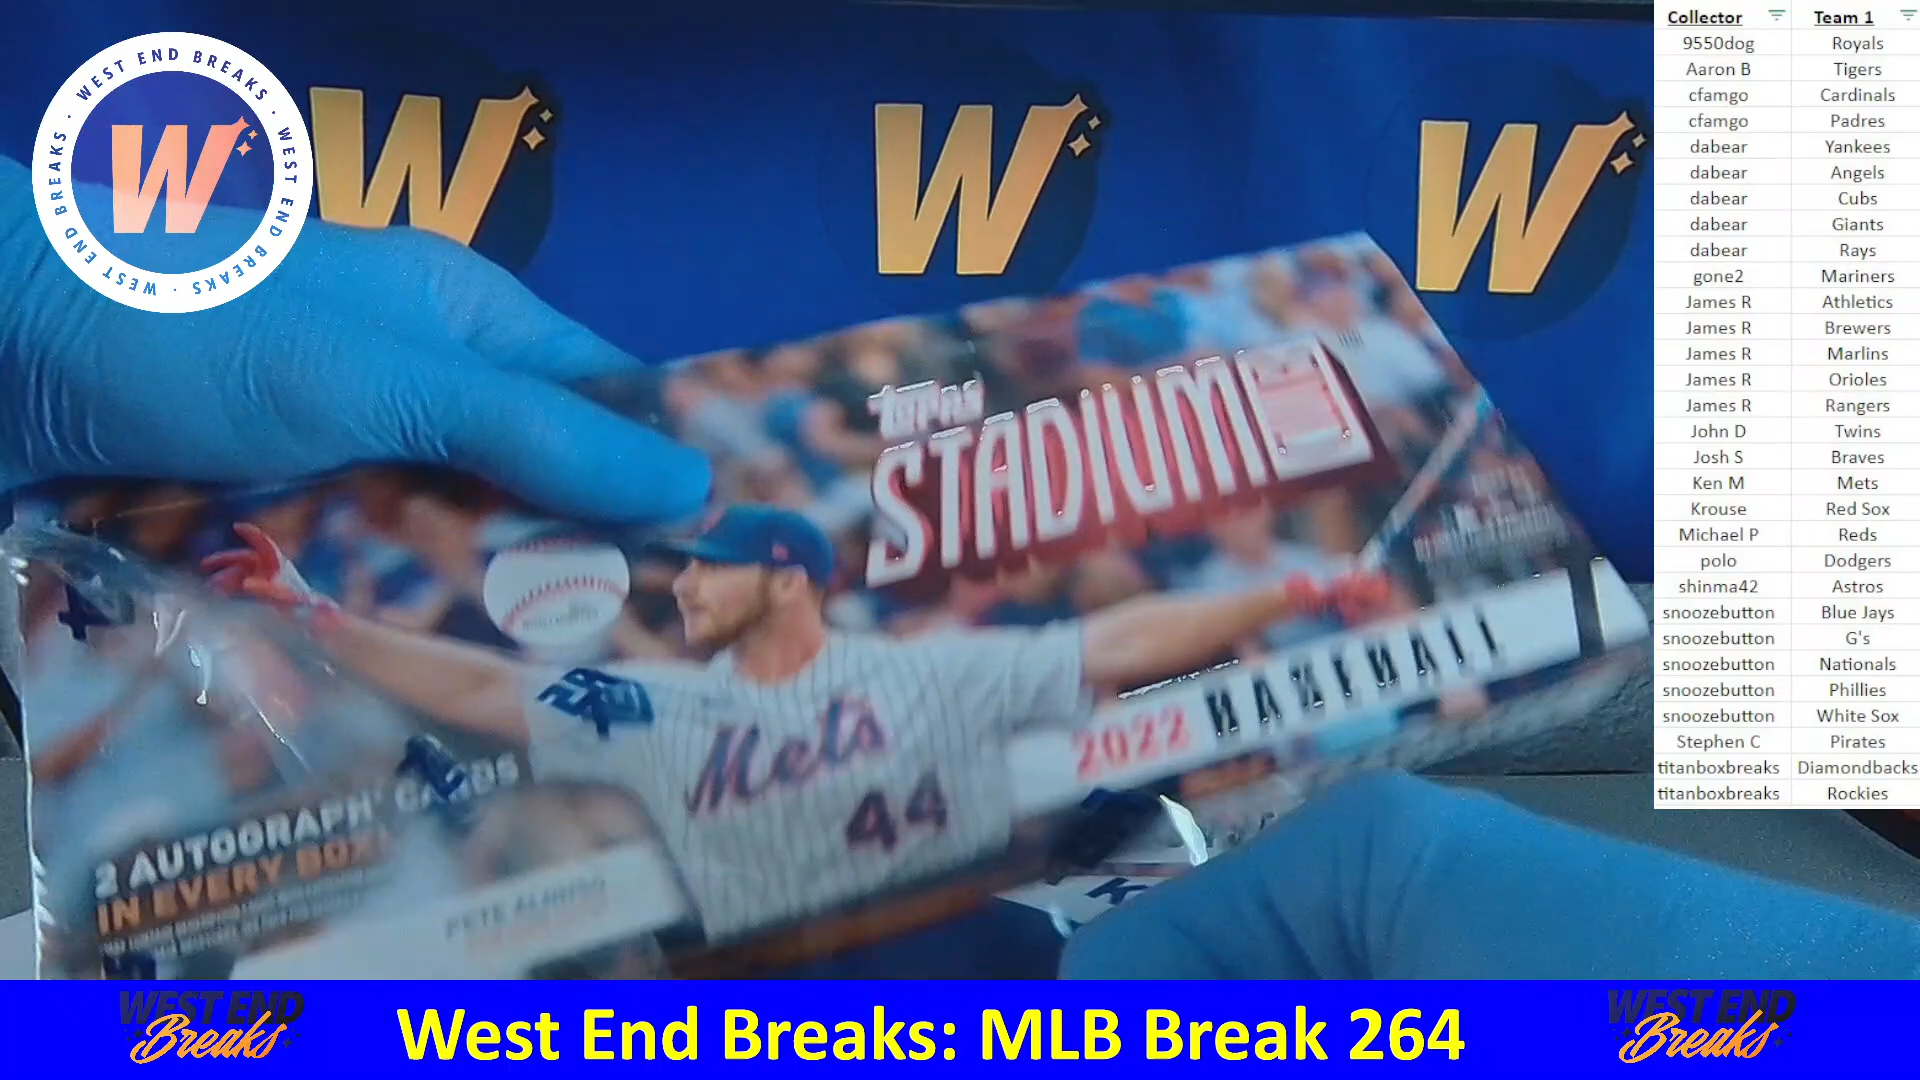 WEST END BREAKS · WEST END BREAKS · WEST END BREAKS ·
W
W
W
W
topps
STADIUM
2022 BASEBALL
Mets
44
2 AUTOGRAPH CARDS
IN EVERY BOX!
PETE ALONSO
Collector Team 1
9550dog Royals
Aaron B Tigers
cfamgo Cardinals
cfamgo Padres
dabear Yankees
dabear Angels
dabear Cubs
dabear Giants
dabear Rays
gone2 Mariners
James R Athletics
James R Brewers
James R Marlins
James R Orioles
James R Rangers
John D Twins
Josh S Braves
Ken M Mets
Krouse Red Sox
Michael P Reds
polo Dodgers
shinma42 Astros
snoozebutton Blue Jays
snoozebutton G's
snoozebutton Nationals
snoozebutton Phillies
snoozebutton White Sox
Stephen C Pirates
titanboxbreaks Diamondbacks
titanboxbreaks Rockies
WEST END
Breaks
West End Breaks: MLB Break 264
WEST END
Breaks